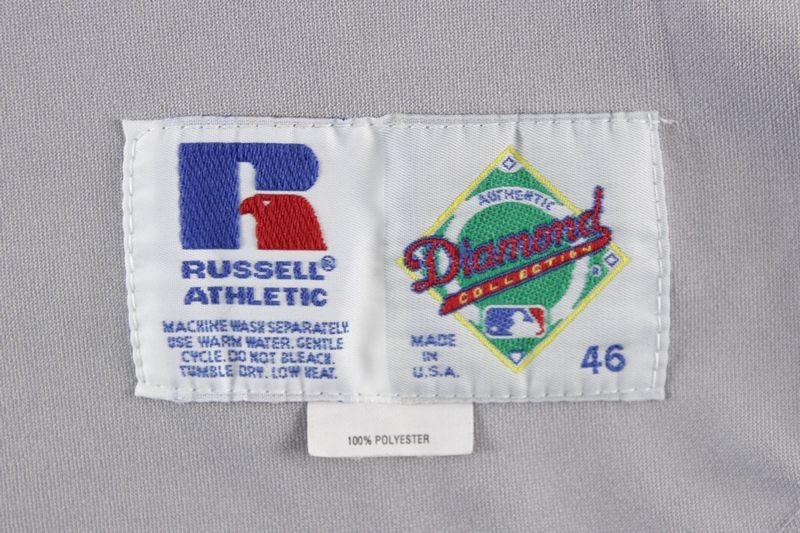 RUSSELL®
ATHLETIC
MACHINE WASH SEPARATELY.
USE WARM WATER. GENTLE
CYCLE. DO NOT BLEACH.
TUMBLE DRY. LOW HEAT.
AUTHENTIC
Diamond
COLLECTION
®
MADE
IN
U.S.A.
46
100% POLYESTER